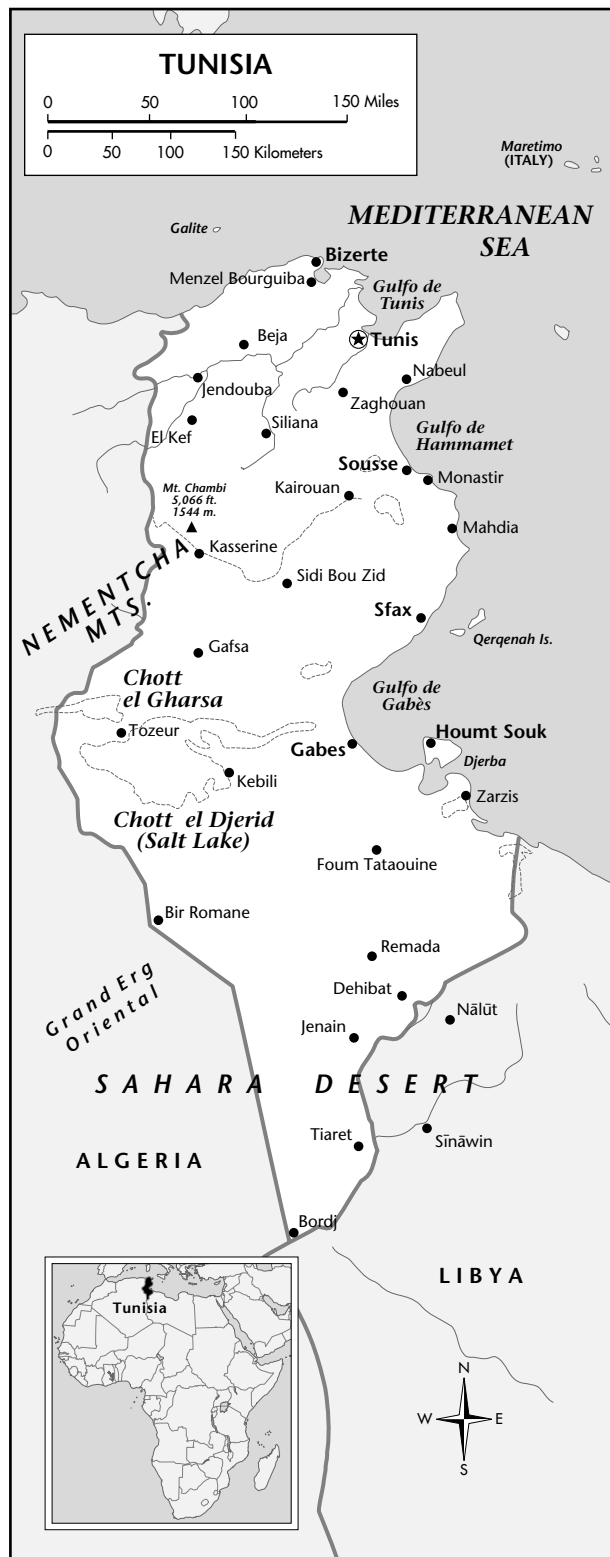 TUNISIA
0 50 100 150 Miles
0 50 100 150 Kilometers
Maretimo
(ITALY)
MEDITERRANEAN
SEA
Galite
Bizerte
Menzel Bourguiba
Gulfo de
Tunis
Beja
Tunis
Nabeul
Jendouba
Zaghouan
El Kef
Siliana
Gulfo de
Hammamet
Sousse
Monastir
Mt. Chambi
5,066 ft.
1544 m.
Kairouan
Mahdia
Kasserine
NEMENTCHA
MTS.
Sidi Bou Zid
Sfax
Qerqenah Is.
Gafsa
Chott
el Gharsa
Gulfo de
Gabès
Tozeur
Gabes
Houmt Souk
Djerba
Kebili
Zarzis
Chott el Djerid
(Salt Lake)
Foum Tataouine
Bir Romane
Remada
Grand Erg
Oriental
Dehibat
Nālūt
Jenain
SAHARA DESERT
Tiaret
Sīnāwin
ALGERIA
Bordj
LIBYA
Tunisia
N
W E
S